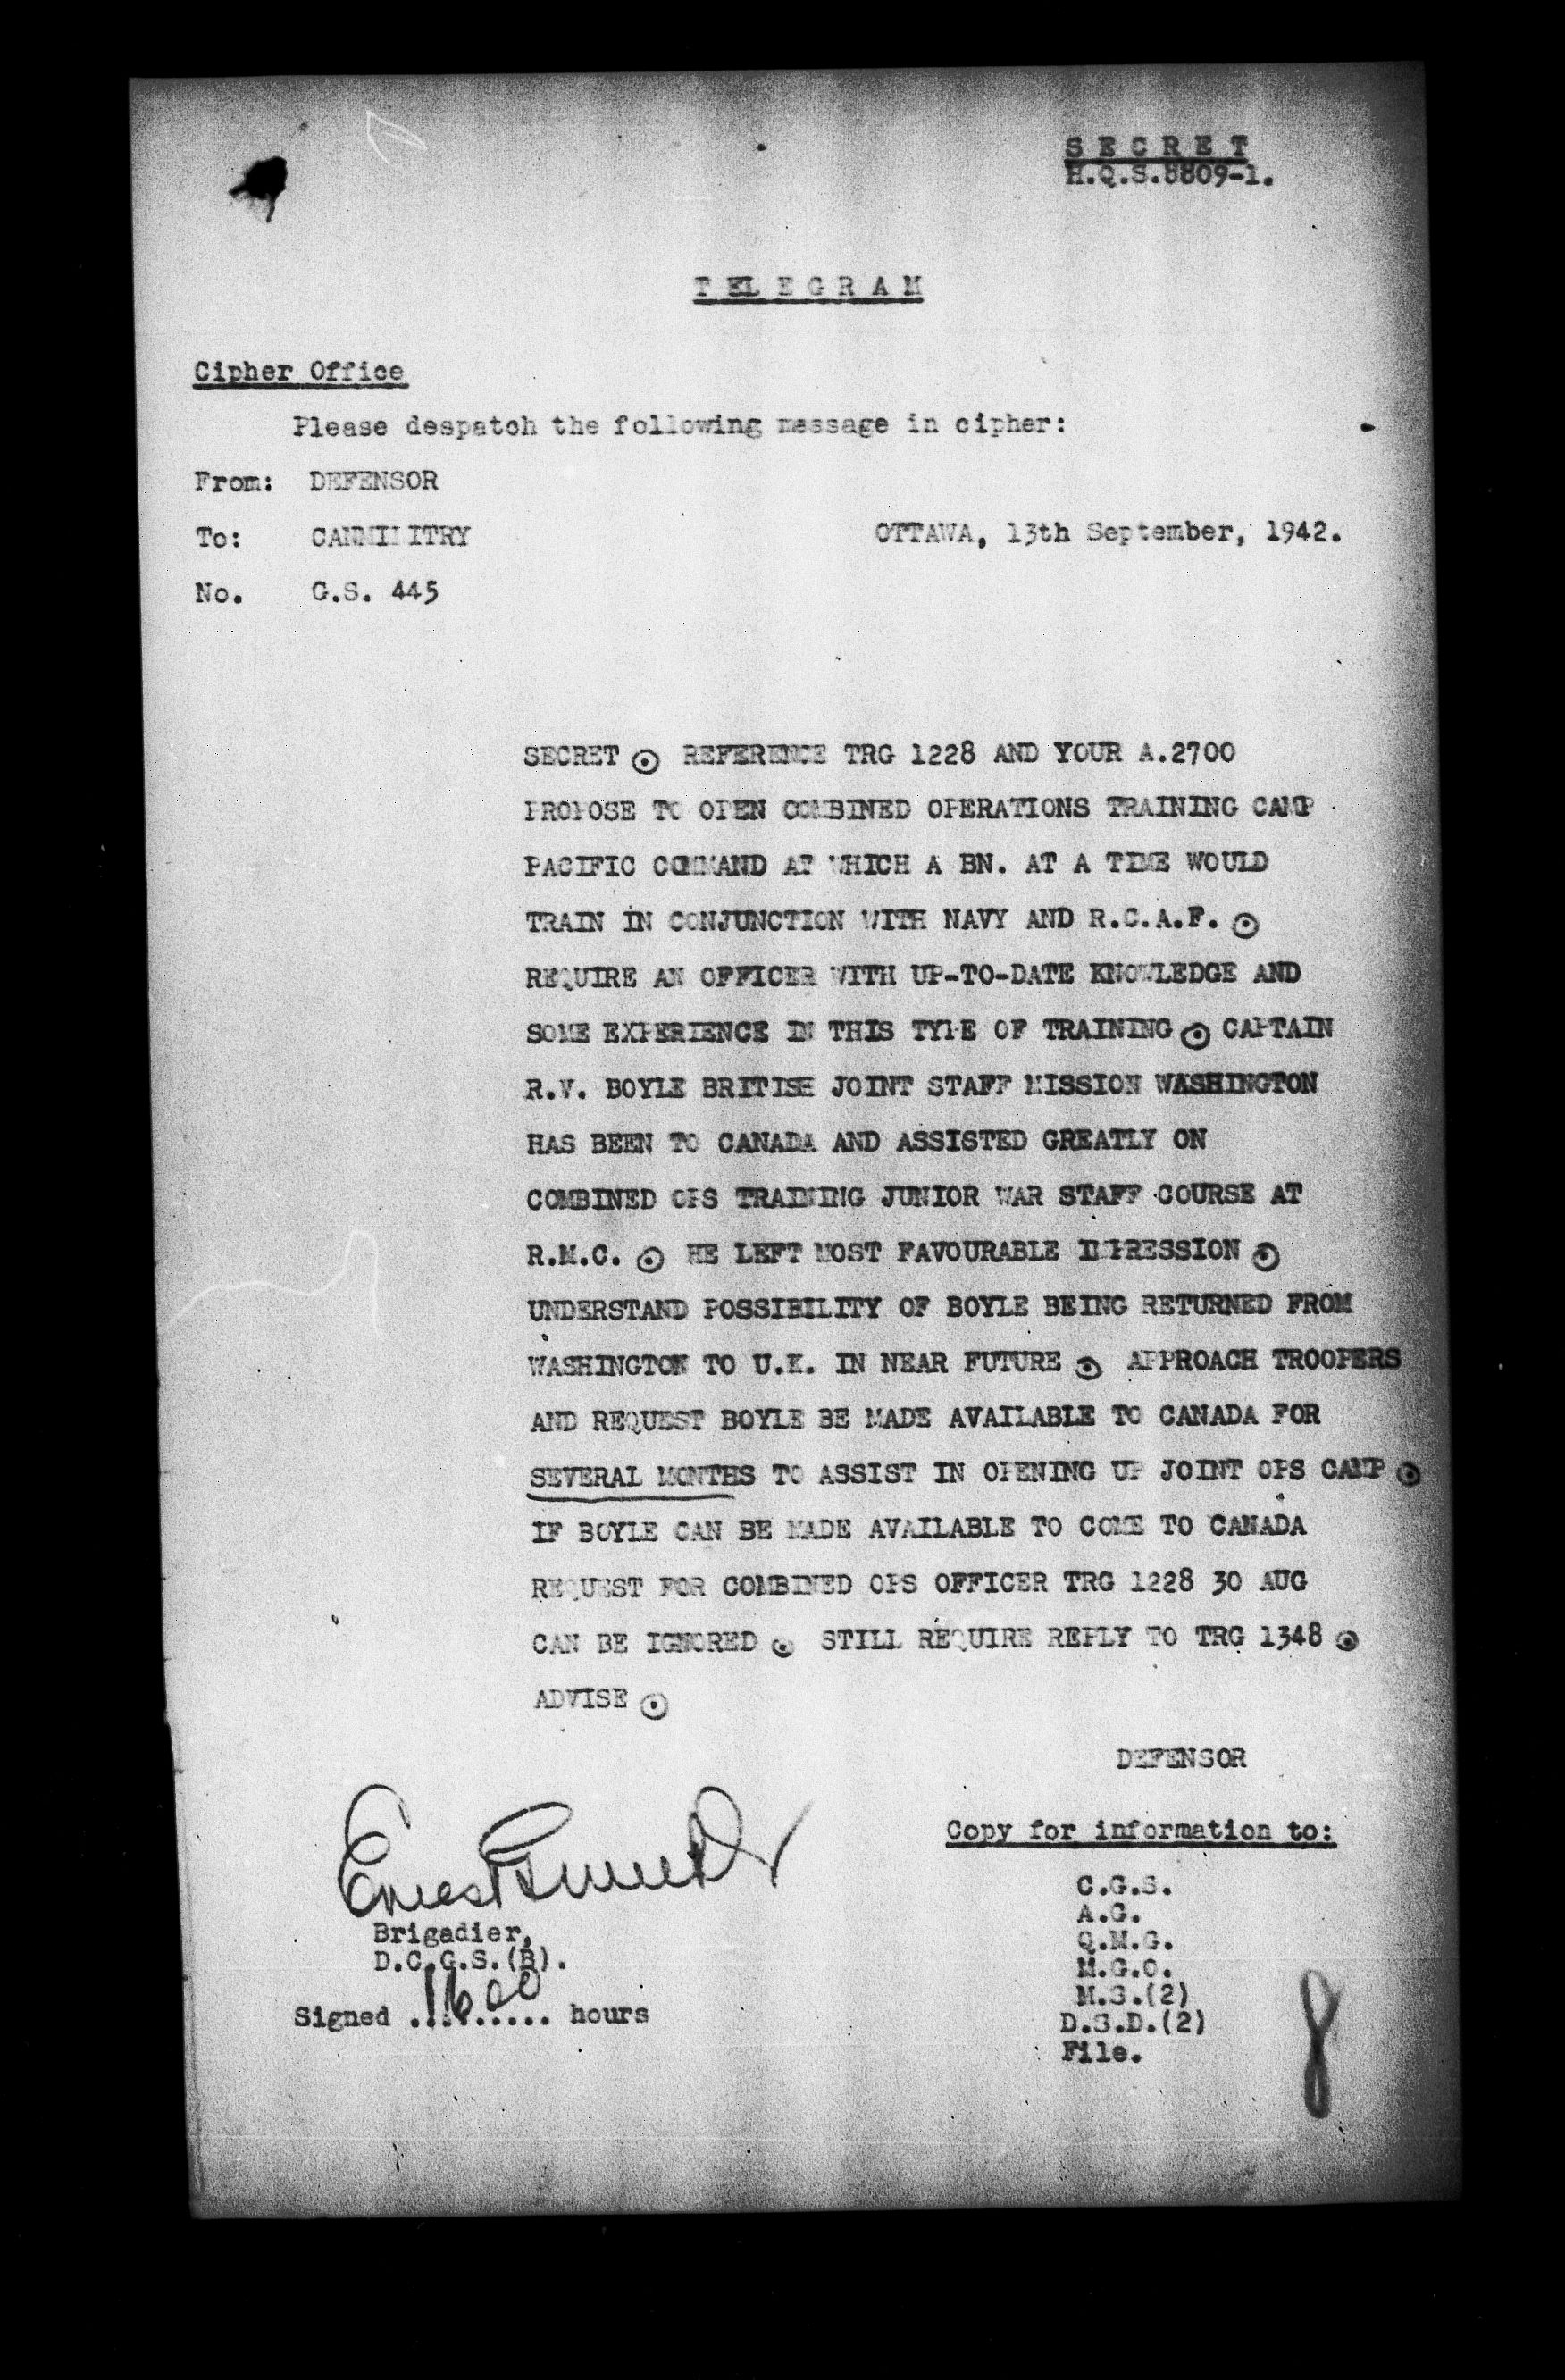 S E C R E T
H.Q.S.8809-1.
T E L E G R A M
Cipher Office
Please despatch the following message in cipher:
From: DEFENSOR
To: CANMILITRY OTTAWA, 13th September, 1942.
No. G.S. 445
SECRET ⊙ REFERENCE TRG 1228 AND YOUR A.2700
PROPOSE TO OPEN COMBINED OPERATIONS TRAINING CAMP
PACIFIC COMMAND AT WHICH A BN. AT A TIME WOULD
TRAIN IN CONJUNCTION WITH NAVY AND R.C.A.F. ⊙
REQUIRE AN OFFICER WITH UP-TO-DATE KNOWLEDGE AND
SOME EXPERIENCE IN THIS TYPE OF TRAINING ⊙ CAPTAIN
R.V. BOYLE BRITISH JOINT STAFF MISSION WASHINGTON
HAS BEEN TO CANADA AND ASSISTED GREATLY ON
COMBINED OPS TRAINING JUNIOR WAR STAFF COURSE AT
R.M.C. ⊙ HE LEFT MOST FAVOURABLE IMPRESSION ⊙
UNDERSTAND POSSIBILITY OF BOYLE BEING RETURNED FROM
WASHINGTON TO U.K. IN NEAR FUTURE ⊙ APPROACH TROOPERS
AND REQUEST BOYLE BE MADE AVAILABLE TO CANADA FOR
SEVERAL MONTHS TO ASSIST IN OPENING UP JOINT OPS CAMP ⊙
IF BOYLE CAN BE MADE AVAILABLE TO COME TO CANADA
REQUEST FOR COMBINED OPS OFFICER TRG 1228 30 AUG
CAN BE IGNORED ⊙ STILL REQUIRE REPLY TO TRG 1348 ⊙
ADVISE ⊙
DEFENSOR
Copy for information to:
C.G.S.
A.G.
Q.M.G.
M.G.O.
M.S.(2)
D.S.D.(2)
File.
Brigadier,
D.C.G.S.(B).
Signed ...1600... hours
8